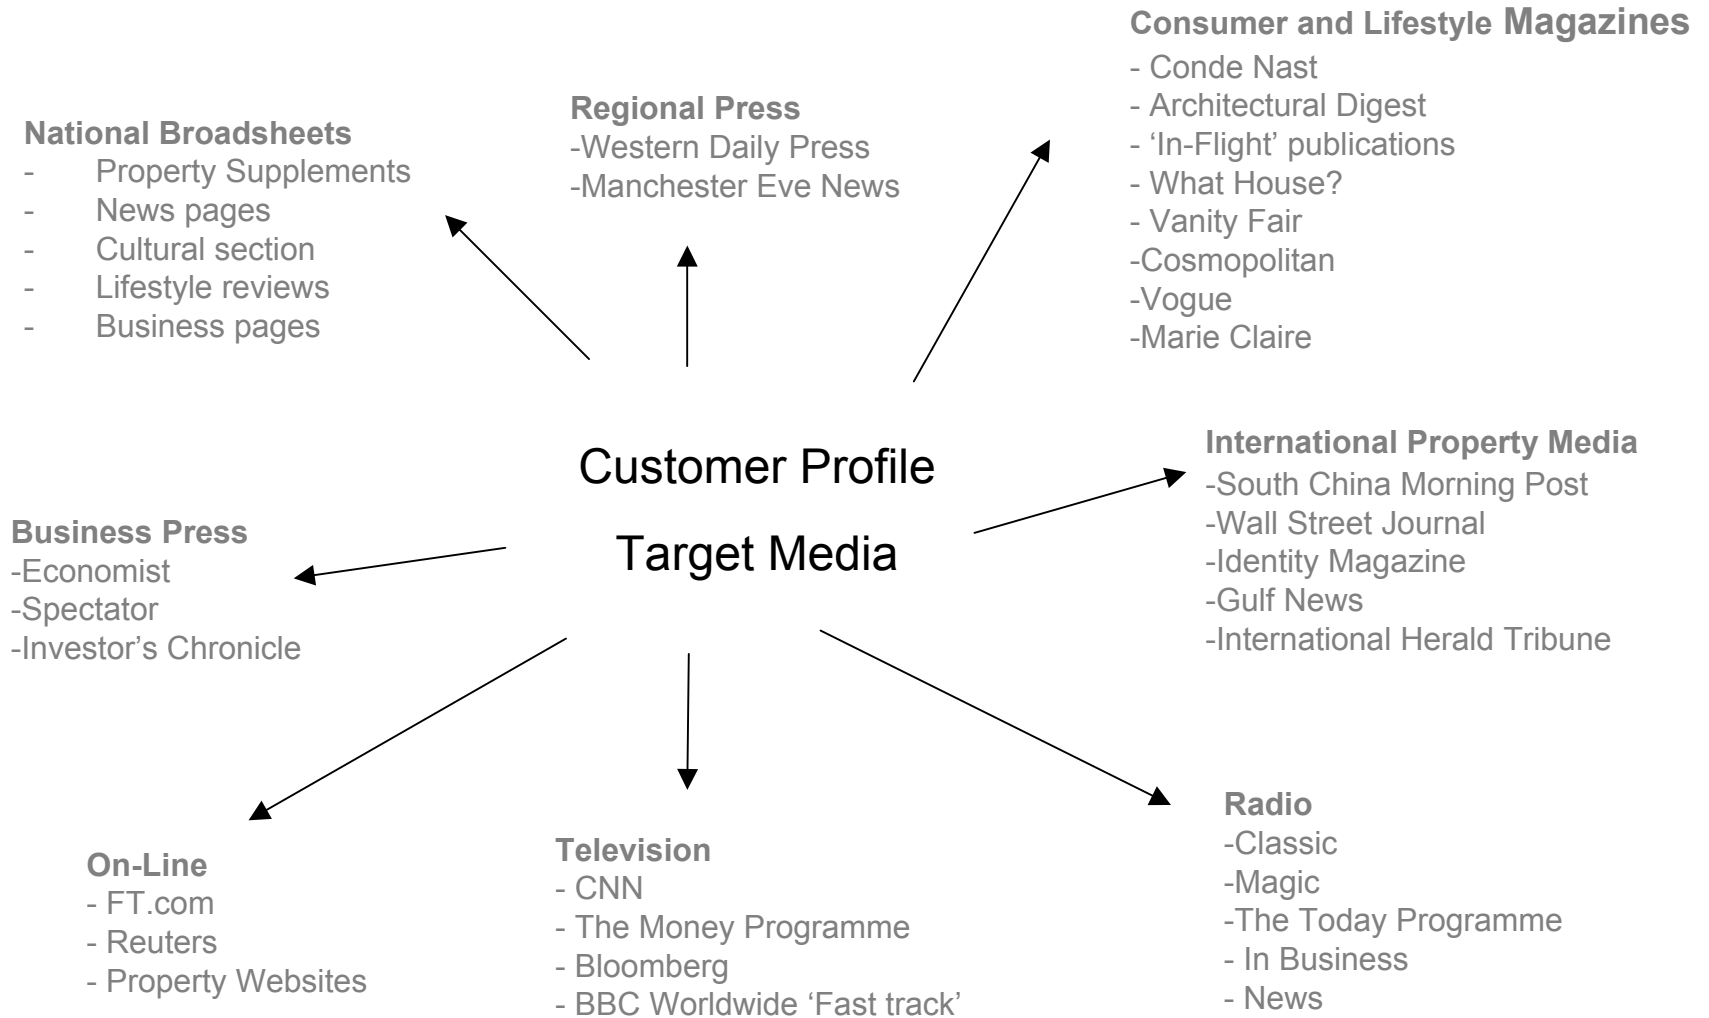 Consumer and Lifestyle Magazines
- Conde Nast
- Architectural Digest
- ‘In-Flight’ publications
- What House?
- Vanity Fair
-Cosmopolitan
-Vogue
-Marie Claire
Regional Press
-Western Daily Press
-Manchester Eve News
National Broadsheets
- Property Supplements
- News pages
- Cultural section
- Lifestyle reviews
- Business pages
Customer Profile
Target Media
International Property Media
-South China Morning Post
-Wall Street Journal
-Identity Magazine
-Gulf News
-International Herald Tribune
Business Press
-Economist
-Spectator
-Investor’s Chronicle
On-Line
- FT.com
- Reuters
- Property Websites
Television
- CNN
- The Money Programme
- Bloomberg
- BBC Worldwide ‘Fast track’
Radio
-Classic
-Magic
-The Today Programme
- In Business
- News